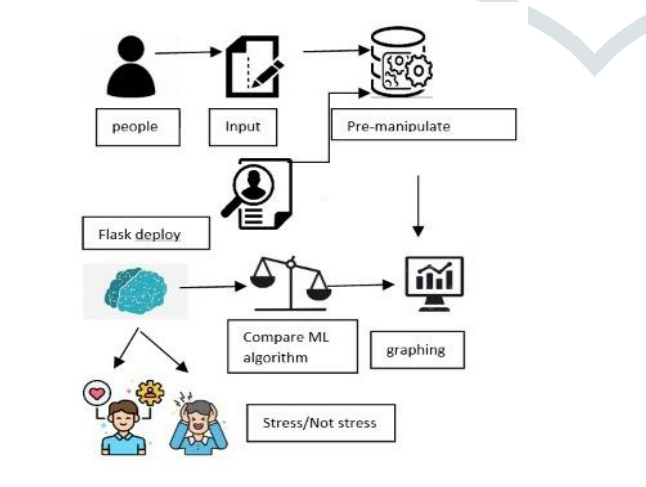 people
Input
Pre-manipulate
Flask deploy
Compare ML
algorithm
graphing
Stress/Not stress